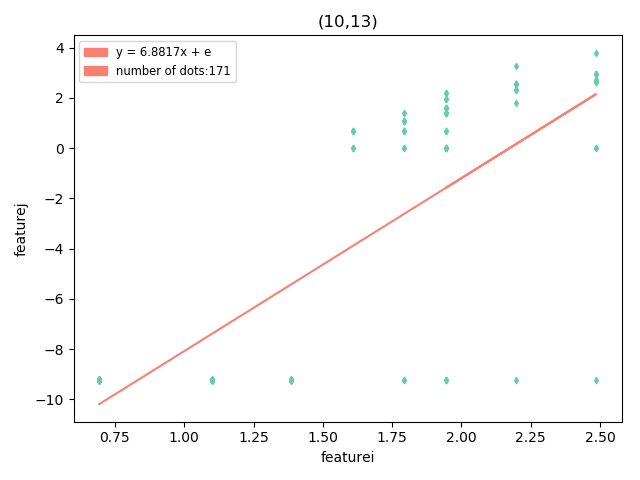 (10,13)
y = 6.8817x + e
number of dots:171
4
2
0
−2
−4
−6
−8
−10
featurej
0.75 1.00 1.25 1.50 1.75 2.00 2.25 2.50
featurei